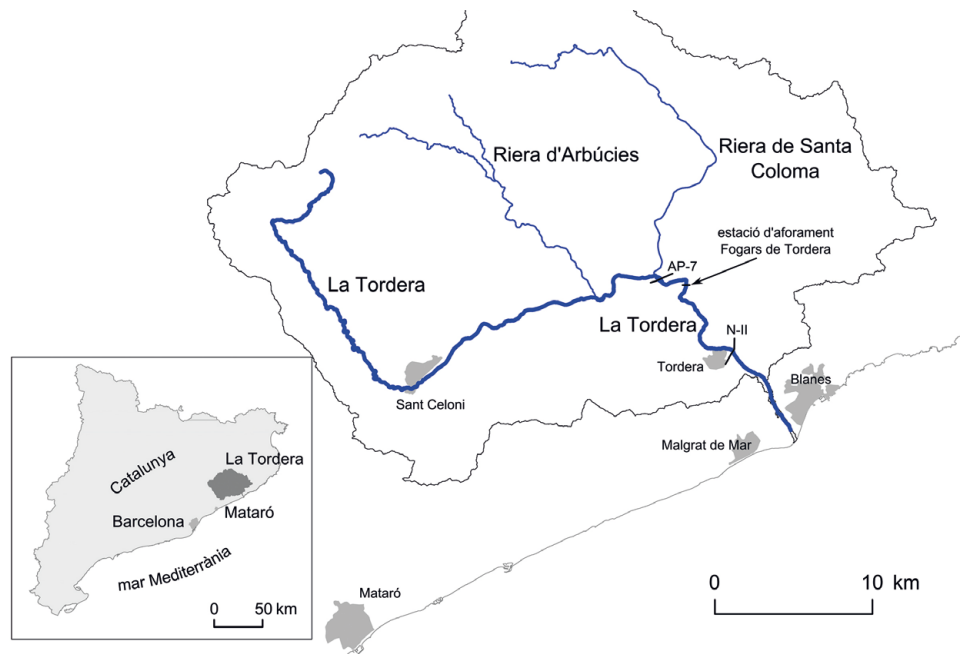 Riera d'Arbúcies
Riera de Santa
Coloma
estació d'aforament
Fogars de Tordera
AP-7
La Tordera
La Tordera
N-II
Tordera
Blanes
Sant Celoni
Malgrat de Mar
Catalunya
La Tordera
Barcelona
Mataró
mar Mediterrània
0 50 km
Mataró
0 10 km